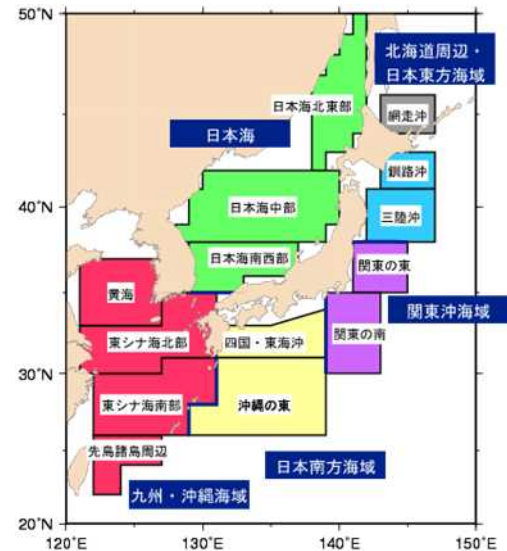 50°N
北海道周辺・
日本東方海域
日本海北東部
網走沖
日本海
釧路沖
40°N
日本海中部
三陸沖
日本海南西部
関東の東
黄海
関東沖海域
東シナ海北部
四国・東海沖
関東の南
30°N
東シナ海南部
沖縄の東
先島諸島周辺
日本南方海域
九州・沖縄海域
20°N
120°E
130°E
140°E
150°E